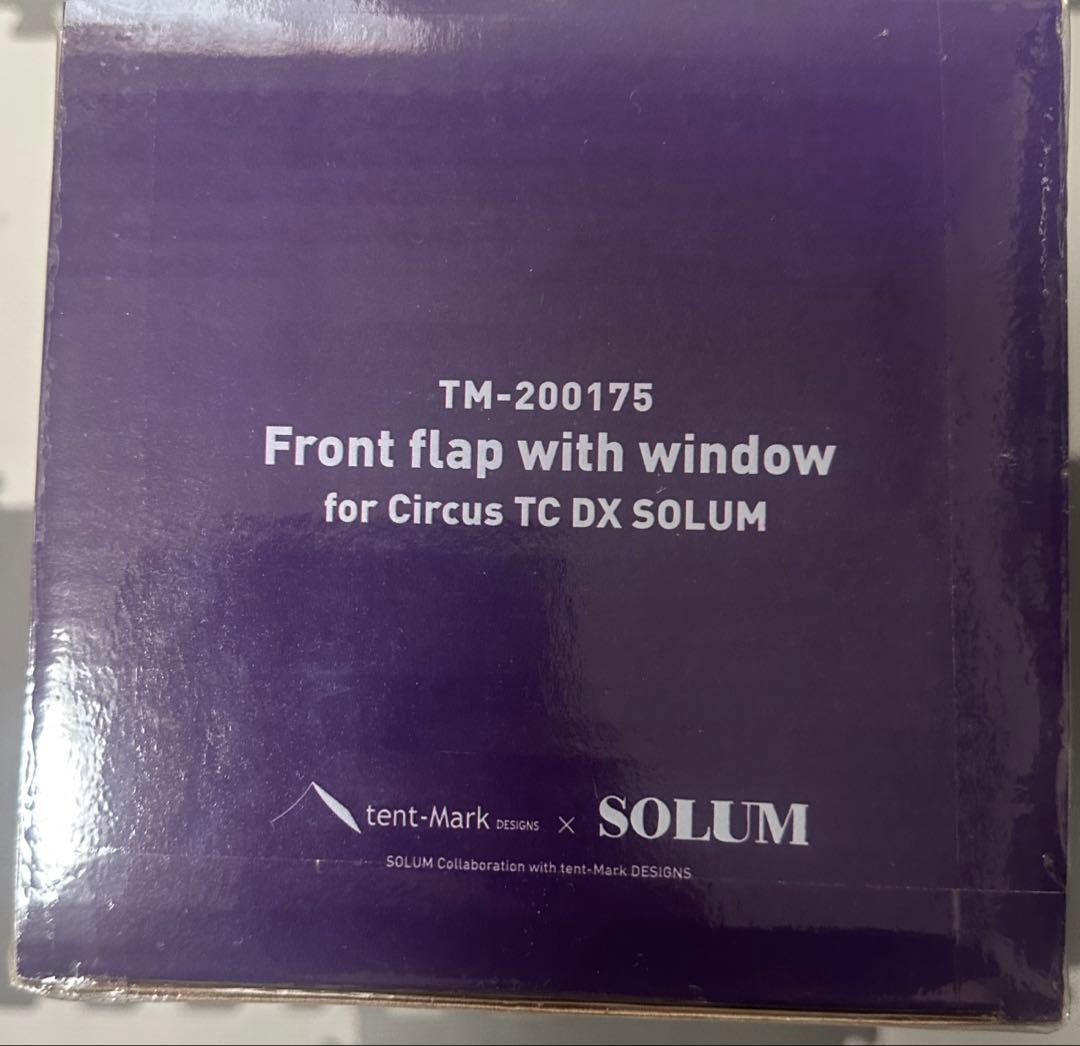 TM-200175
Front flap with window
for Circus TC DX SOLUM
tent-Mark DESIGNS × SOLUM
SOLUM Collaboration with tent-Mark DESIGNS